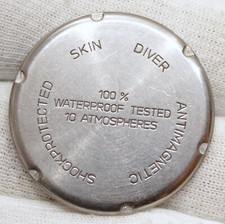 SKIN DIVER
100 %
WATERPROOF TESTED
10 ATMOSPHERES
ANTIMAGNETIC
SHOCKPROTECTED